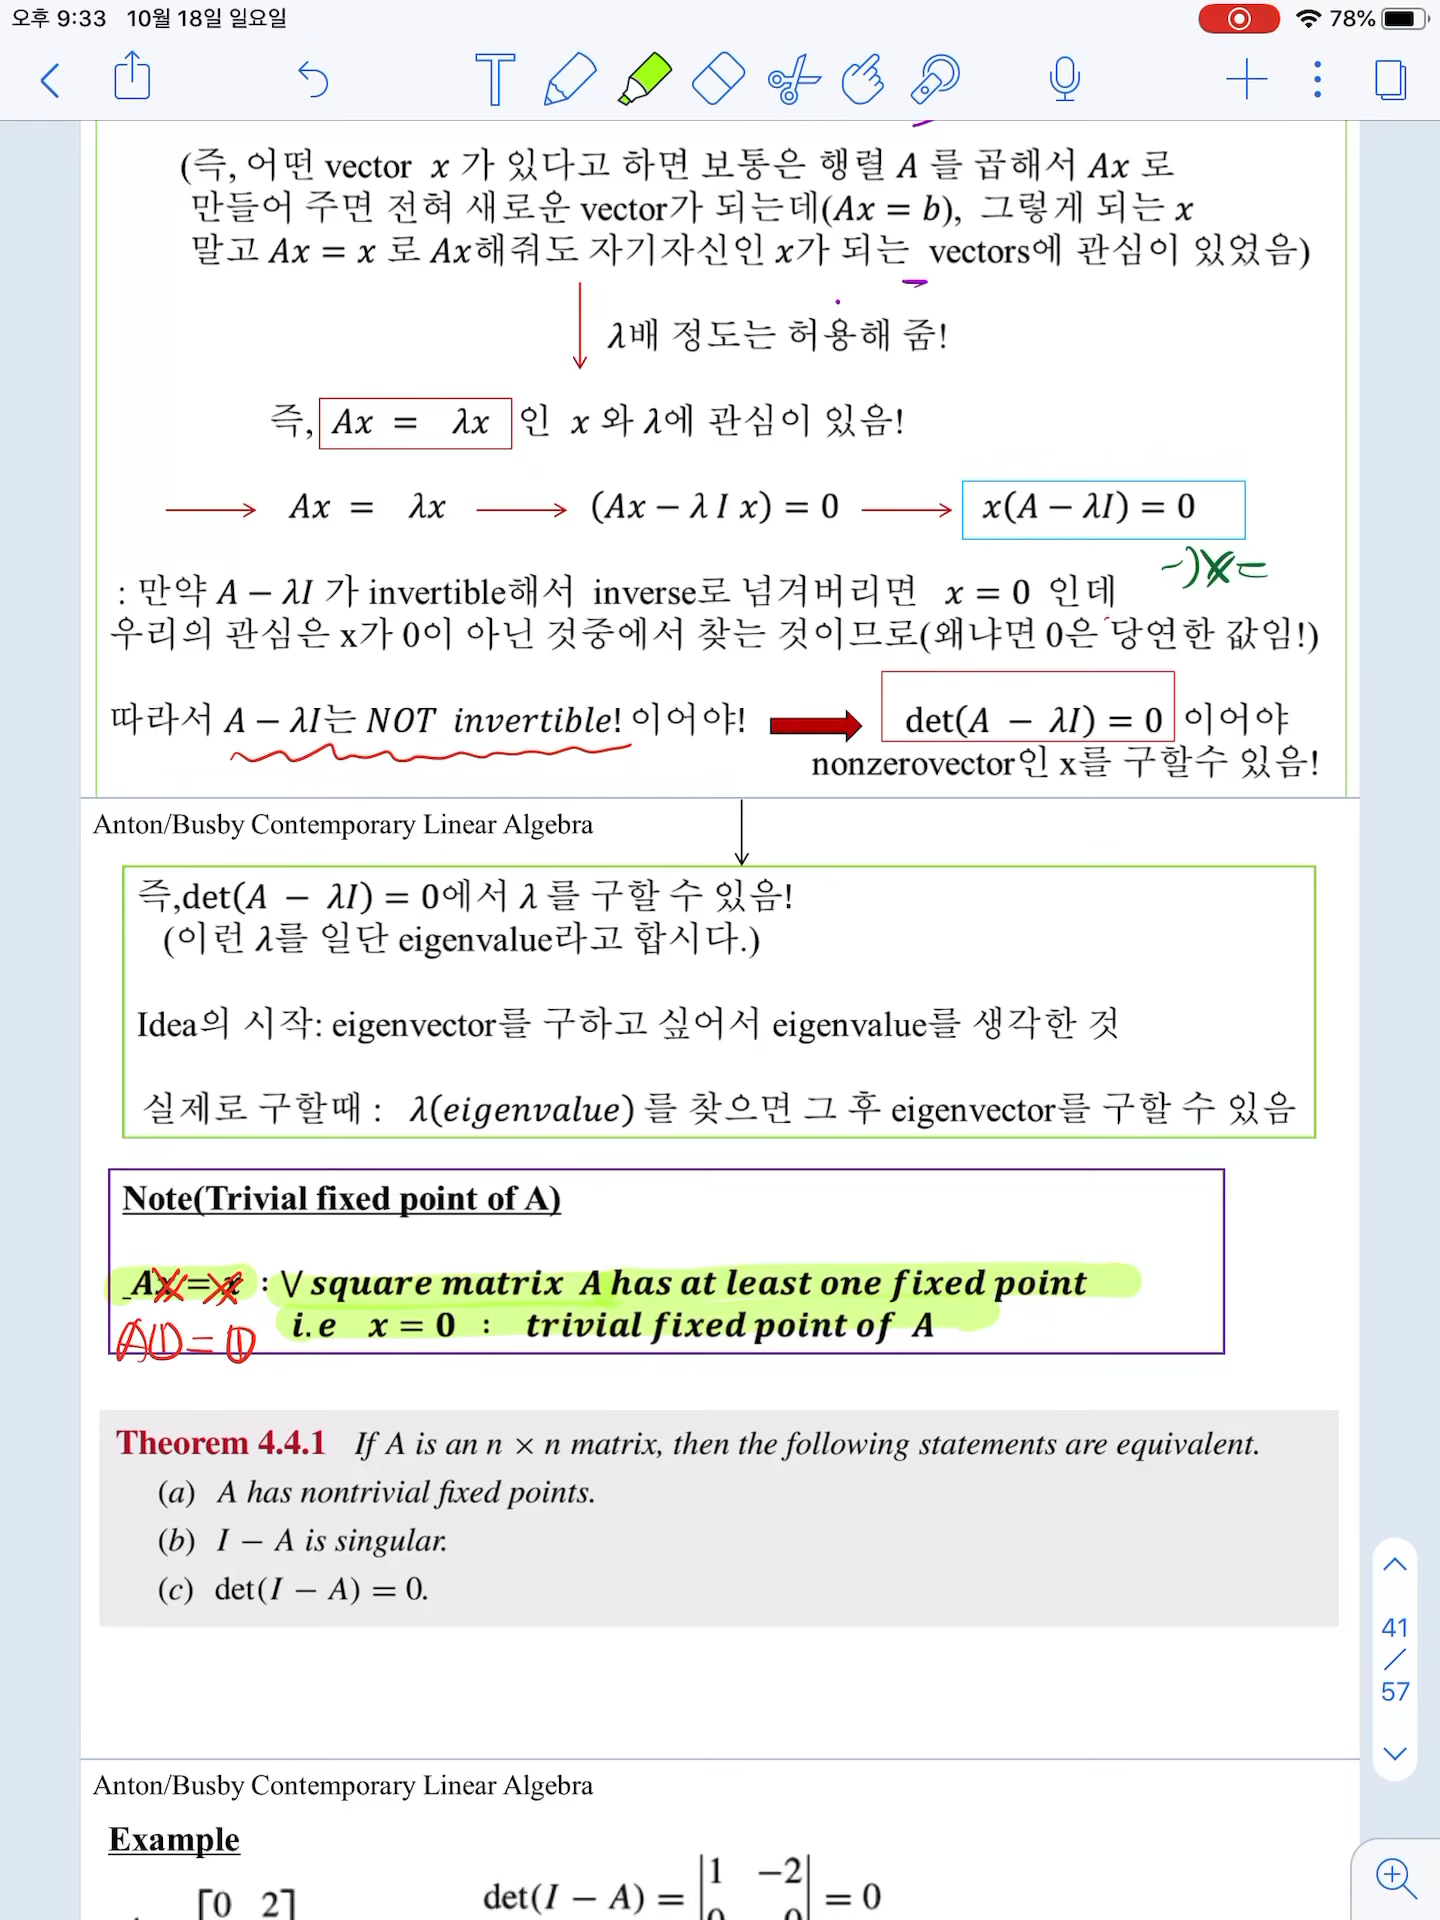 오후 9:33 10월 18일 일요일 78%
(즉, 어떤 vector x 가 있다고 하면 보통은 행렬 A 를 곱해서 Ax 로
만들어 주면 전혀 새로운 vector가 되는데(Ax = b), 그렇게 되는 x
말고 Ax = x 로 Ax해줘도 자기자신인 x가 되는 vectors에 관심이 있었음)
λ배 정도는 허용해 줌!
즉, Ax = λx 인 x 와 λ에 관심이 있음!
Ax = λx (Ax − λ I x) = 0 x(A − λI) = 0
-)x=
: 만약 A − λI 가 invertible해서 inverse로 넘겨버리면 x = 0 인데
우리의 관심은 x가 0이 아닌 것중에서 찾는 것이므로(왜냐면 0은 당연한 값임!)
따라서 A − λI는 NOT invertible! 이어야! det(A − λI) = 0 이어야
nonzerovector인 x를 구할수 있음!
Anton/Busby Contemporary Linear Algebra
즉,det(A − λI) = 0에서 λ 를 구할 수 있음!
(이런 λ를 일단 eigenvalue라고 합시다.)
Idea의 시작: eigenvector를 구하고 싶어서 eigenvalue를 생각한 것
실제로 구할때 : λ(eigenvalue) 를 찾으면 그 후 eigenvector를 구할 수 있음
Note(Trivial fixed point of A)
Ax = x : ∀ square matrix A has at least one fixed point
i.e x = 0 : trivial fixed point of A
Theorem 4.4.1 If A is an n × n matrix, then the following statements are equivalent.
(a) A has nontrivial fixed points.
(b) I − A is singular.
(c) det(I − A) = 0.
41
/
57
Anton/Busby Contemporary Linear Algebra
Example
[0 2] det(I − A) = |1 −2| = 0